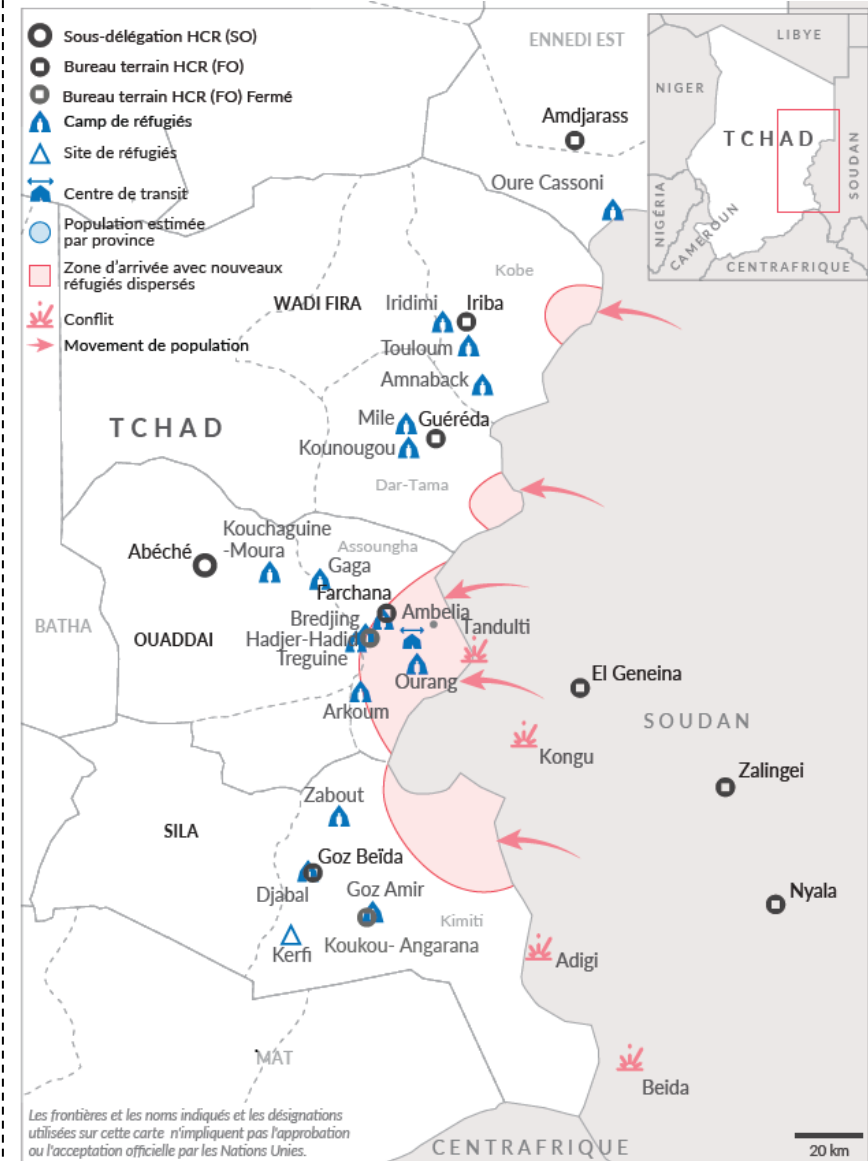 Sous-délégation HCR (SO)
Bureau terrain HCR (FO)
Bureau terrain HCR (FO) Fermé
Camp de réfugiés
Site de réfugiés
Centre de transit
Population estimée
par province
Zone d'arrivée avec nouveaux
réfugiés dispersés
Conflit
Movement de population
ENNEDI EST
Amdjarass
Oure Cassoni
LIBYE
NIGER
TCHAD
SOUDAN
NIGÉRIA
CAMEROUN
CENTRAFRIQUE
Kobe
WADI FIRA
Iridimi
Iriba
Touloum
Amnaback
TCHAD
Mile
Guéréda
Kounougou
Dar-Tama
Kouchaguine
-Moura
Abéché
Assoungha
Gaga
Farchana
BATHA
OUADDAI
Bredjing
Ambelia
Hadjer-Hadid
Tandulti
Treguine
Ourang
El Geneina
Arkoum
SOUDAN
Kongu
Zalingei
Zabout
SILA
Goz Beïda
Djabal
Goz Amir
Nyala
Kimiti
Kerfi
Koukou- Angarana
Adigi
MAT
Beida
Les frontières et les noms indiqués et les désignations
utilisées sur cette carte n'impliquent pas l'approbation
ou l'acceptation officielle par les Nations Unies.
CENTRAFRIQUE
20 km